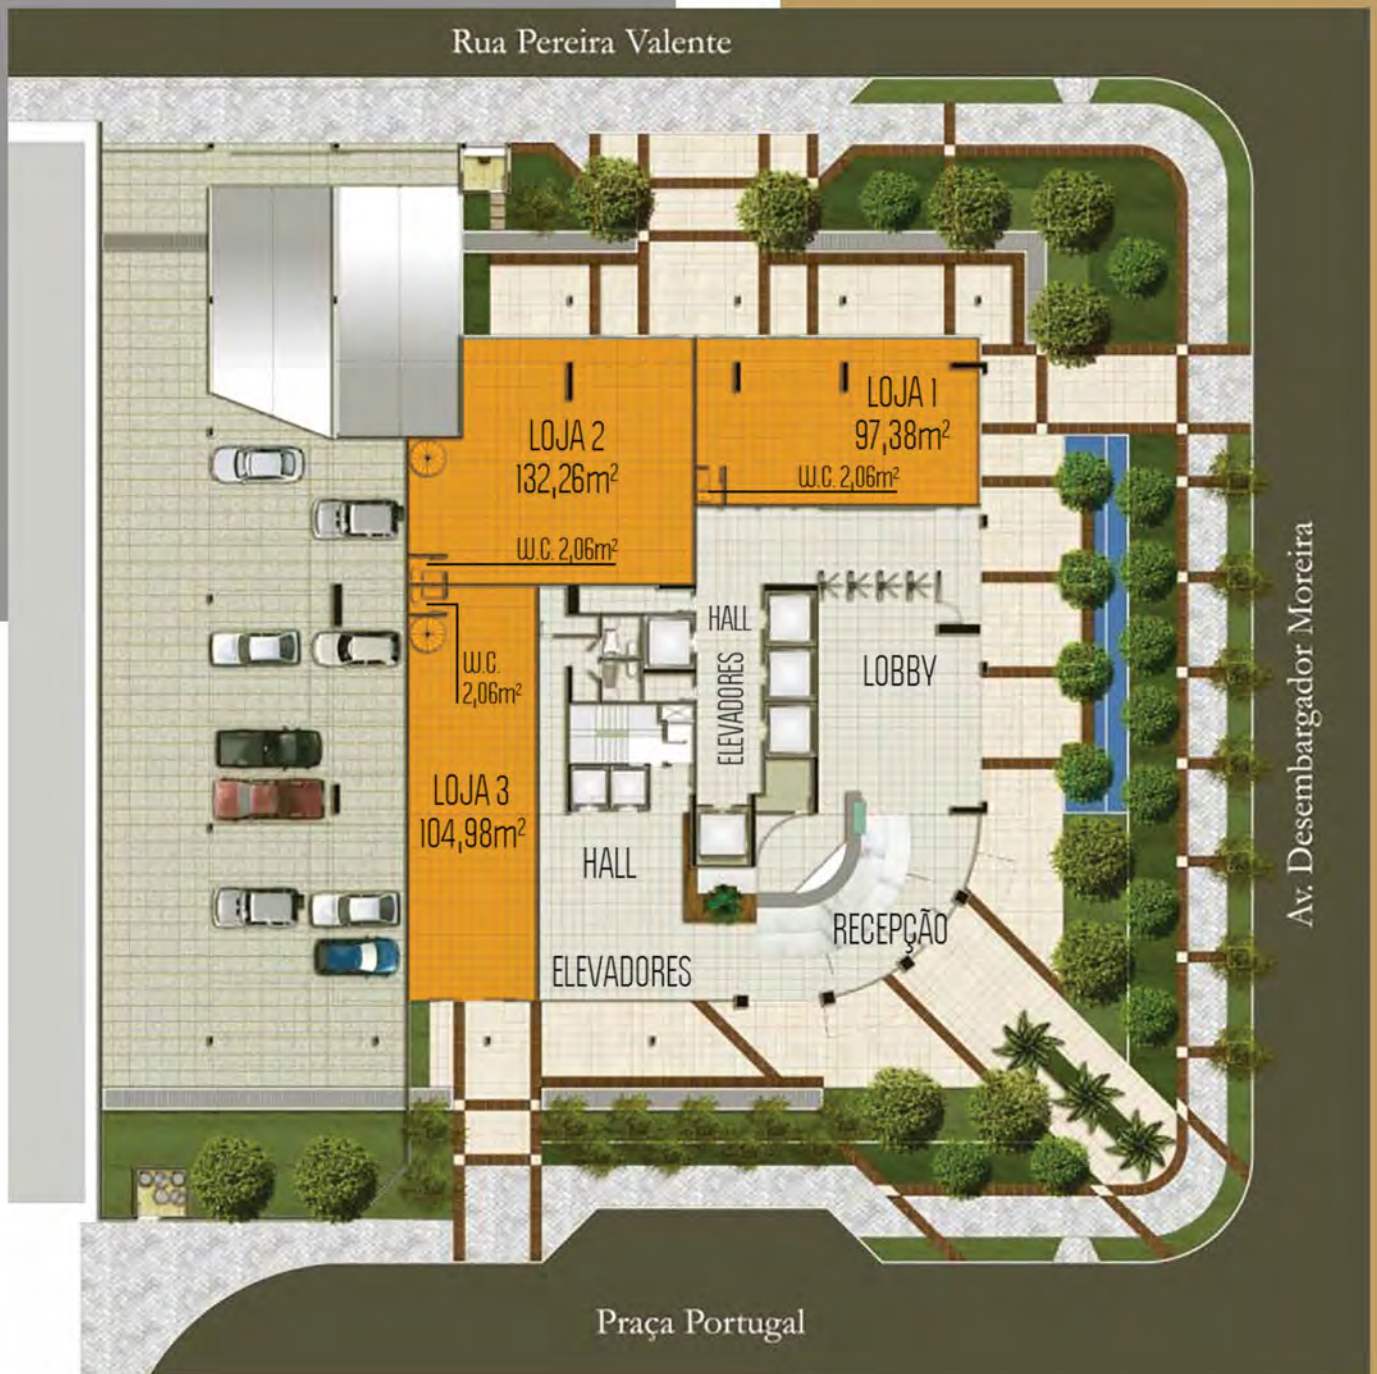 Rua Pereira Valente
LOJA 1
97,38m²
W.C. 2,06m²
LOJA 2
132,26m²
W.C. 2,06m²
W.C.
2,06m²
LOJA 3
104,98m²
HALL
ELEVADORES
LOBBY
HALL
ELEVADORES
RECEPÇÃO
Av. Desembargador Moreira
Praça Portugal